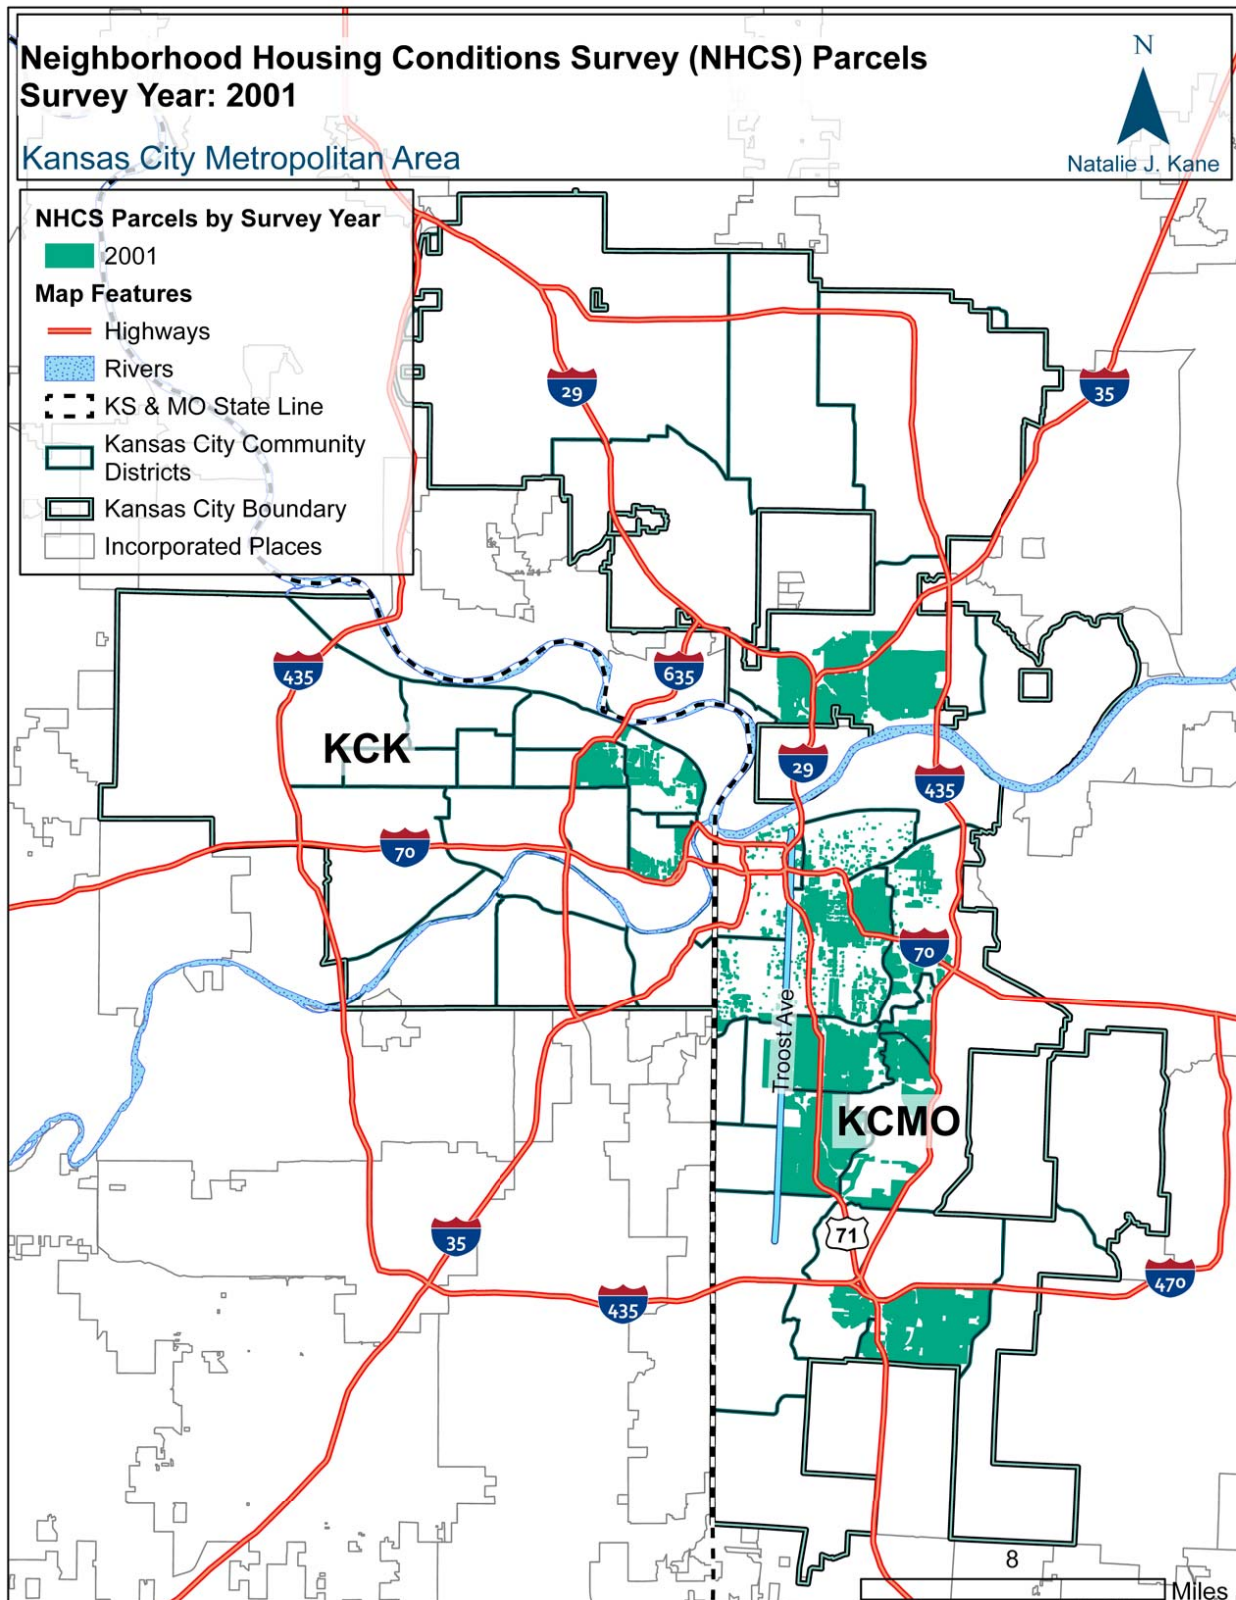 Neighborhood Housing Conditions Survey (NHCS) Parcels
Survey Year: 2001
Kansas City Metropolitan Area
N
Natalie J. Kane
NHCS Parcels by Survey Year
2001
Map Features
Highways
Rivers
KS & MO State Line
Kansas City Community
Districts
Kansas City Boundary
Incorporated Places
29
35
435
635
KCK
29
435
70
70
Troost Ave
KCMO
71
35
470
435
8
Miles